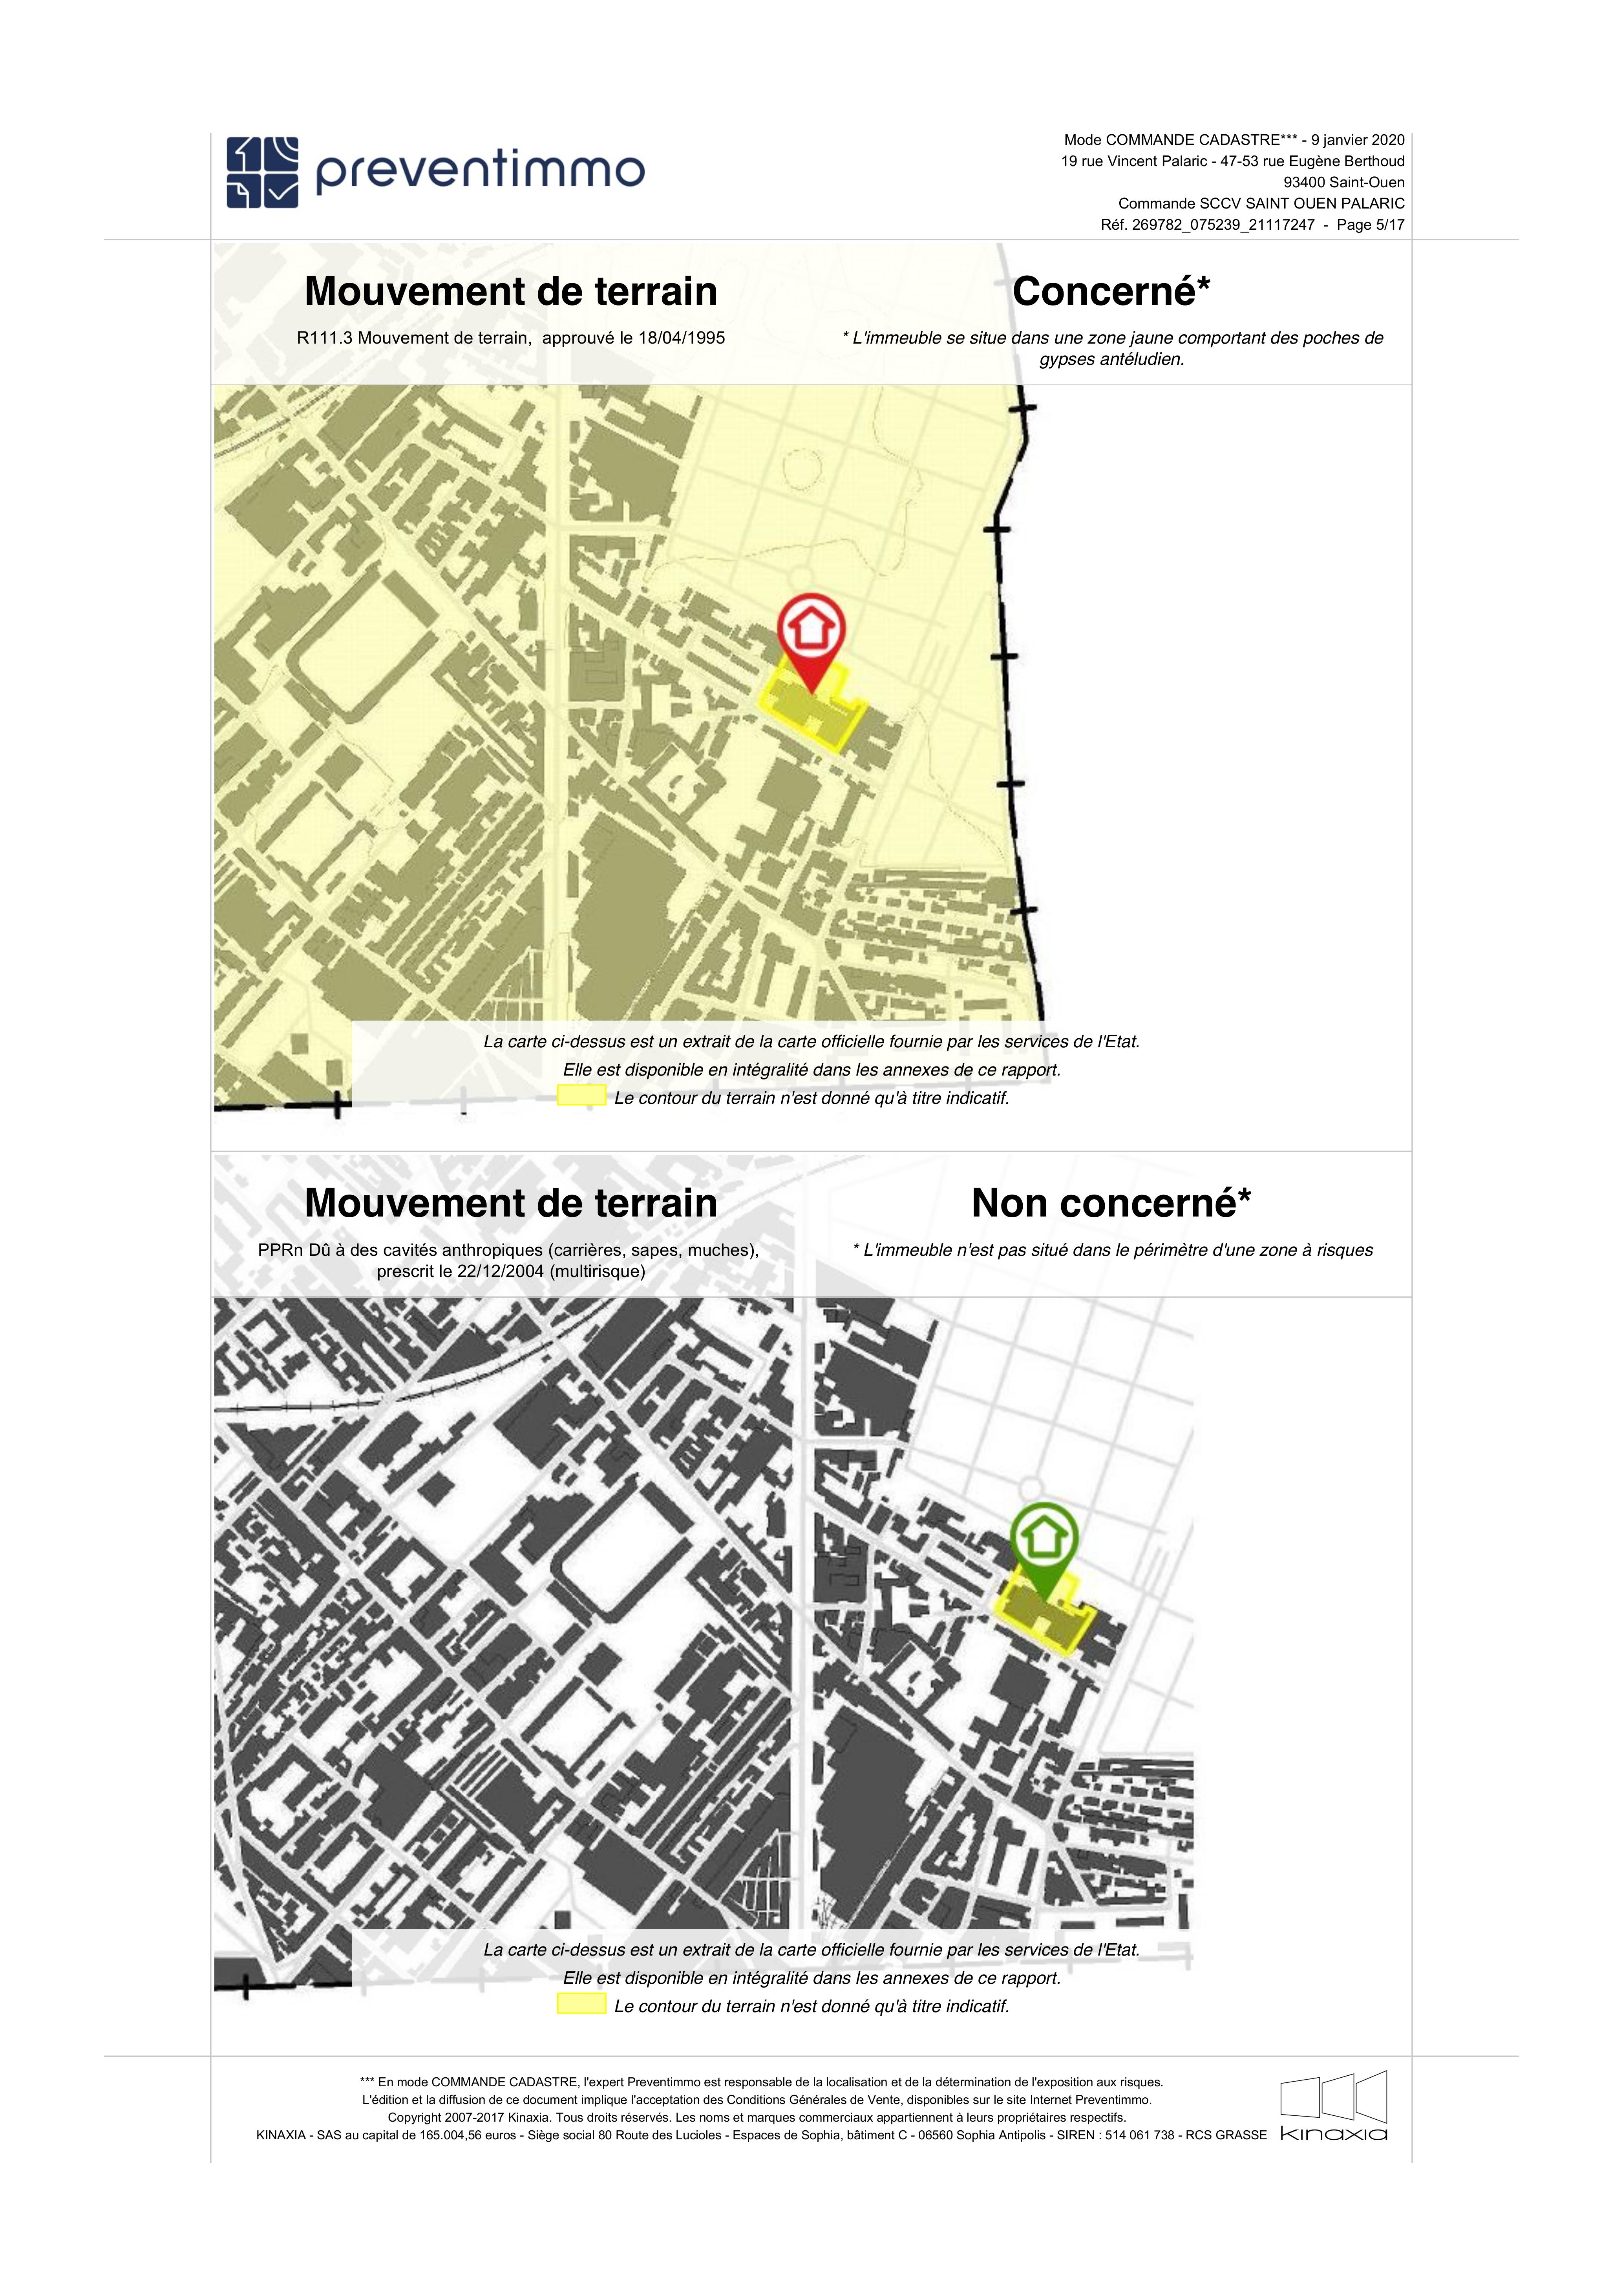 preventimmo
Mode COMMANDE CADASTRE*** - 9 janvier 2020
19 rue Vincent Palaric - 47-53 rue Eugène Berthoud
93400 Saint-Ouen
Commande SCCV SAINT OUEN PALARIC
Réf. 269782_075239_21117247 - Page 5/17
Mouvement de terrain
R111.3 Mouvement de terrain, approuvé le 18/04/1995
Concerné*
* L'immeuble se situe dans une zone jaune comportant des poches de
gypses antéludien.
La carte ci-dessus est un extrait de la carte officielle fournie par les services de l'Etat.
Elle est disponible en intégralité dans les annexes de ce rapport.
Le contour du terrain n'est donné qu'à titre indicatif.
Mouvement de terrain
PPRn Dû à des cavités anthropiques (carrières, sapes, muches),
prescrit le 22/12/2004 (multirisque)
Non concerné*
* L'immeuble n'est pas situé dans le périmètre d'une zone à risques
La carte ci-dessus est un extrait de la carte officielle fournie par les services de l'Etat.
Elle est disponible en intégralité dans les annexes de ce rapport.
Le contour du terrain n'est donné qu'à titre indicatif.
*** En mode COMMANDE CADASTRE, l'expert Preventimmo est responsable de la localisation et de la détermination de l'exposition aux risques.
L'édition et la diffusion de ce document implique l'acceptation des Conditions Générales de Vente, disponibles sur le site Internet Preventimmo.
Copyright 2007-2017 Kinaxia. Tous droits réservés. Les noms et marques commerciaux appartiennent à leurs propriétaires respectifs.
KINAXIA - SAS au capital de 165.004,56 euros - Siège social 80 Route des Lucioles - Espaces de Sophia, bâtiment C - 06560 Sophia Antipolis - SIREN : 514 061 738 - RCS GRASSE
kinaxia